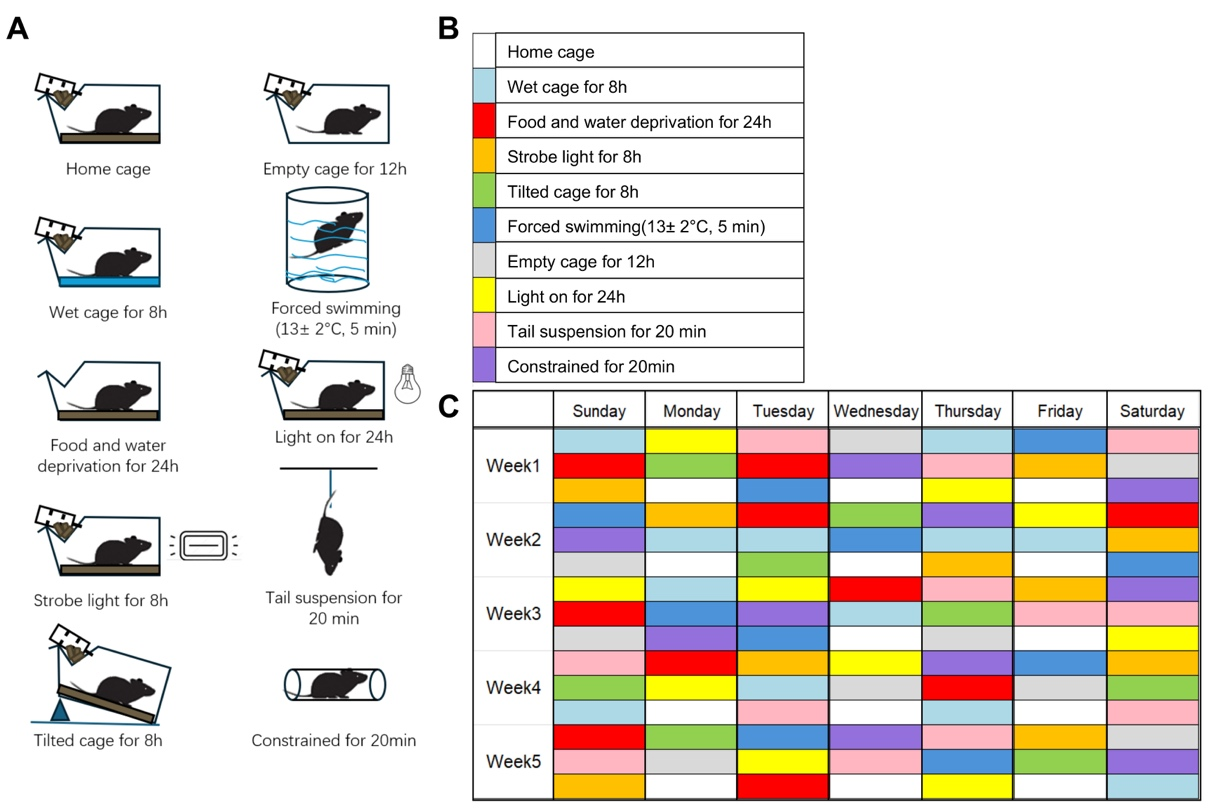 A
Home cage
Empty cage for 12h
Wet cage for 8h
Forced swimming
(13± 2°C, 5 min)
Food and water
deprivation for 24h
Light on for 24h
Strobe light for 8h
Tail suspension for
20 min
Tilted cage for 8h
Constrained for 20min
B
Home cage
Wet cage for 8h
Food and water deprivation for 24h
Strobe light for 8h
Tilted cage for 8h
Forced swimming(13± 2°C, 5 min)
Empty cage for 12h
Light on for 24h
Tail suspension for 20 min
Constrained for 20min
C
Sunday Monday Tuesday Wednesday Thursday Friday Saturday
Week1
Week2
Week3
Week4
Week5